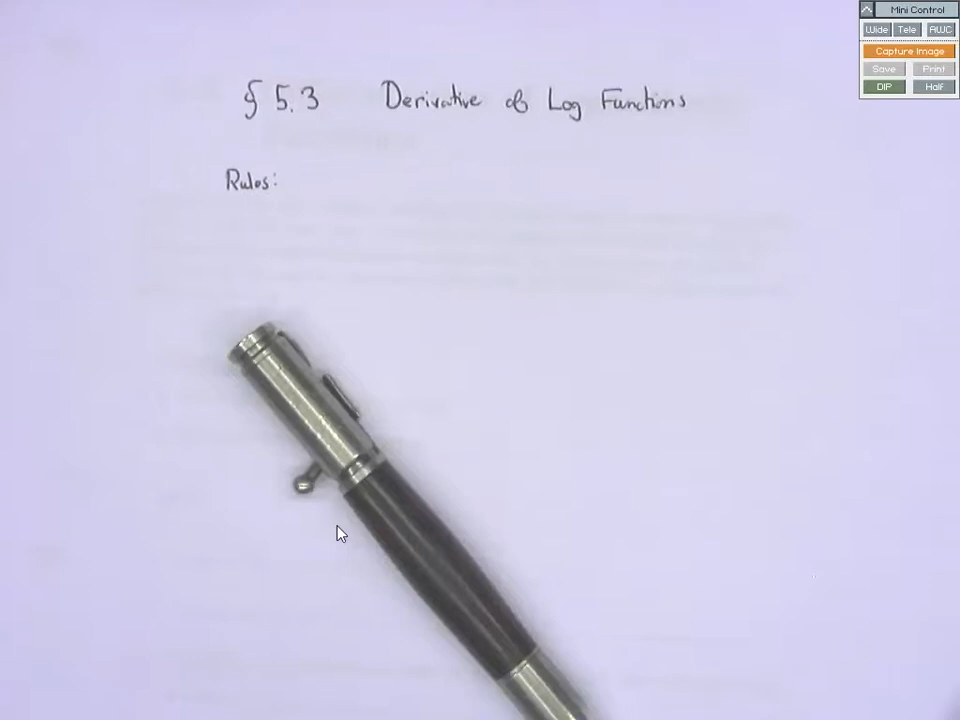 Mini Control
Wide Tele AWC
Capture Image
Save Print
DIP Half
§ 5.3 Derivative of Log Functions
Rules: